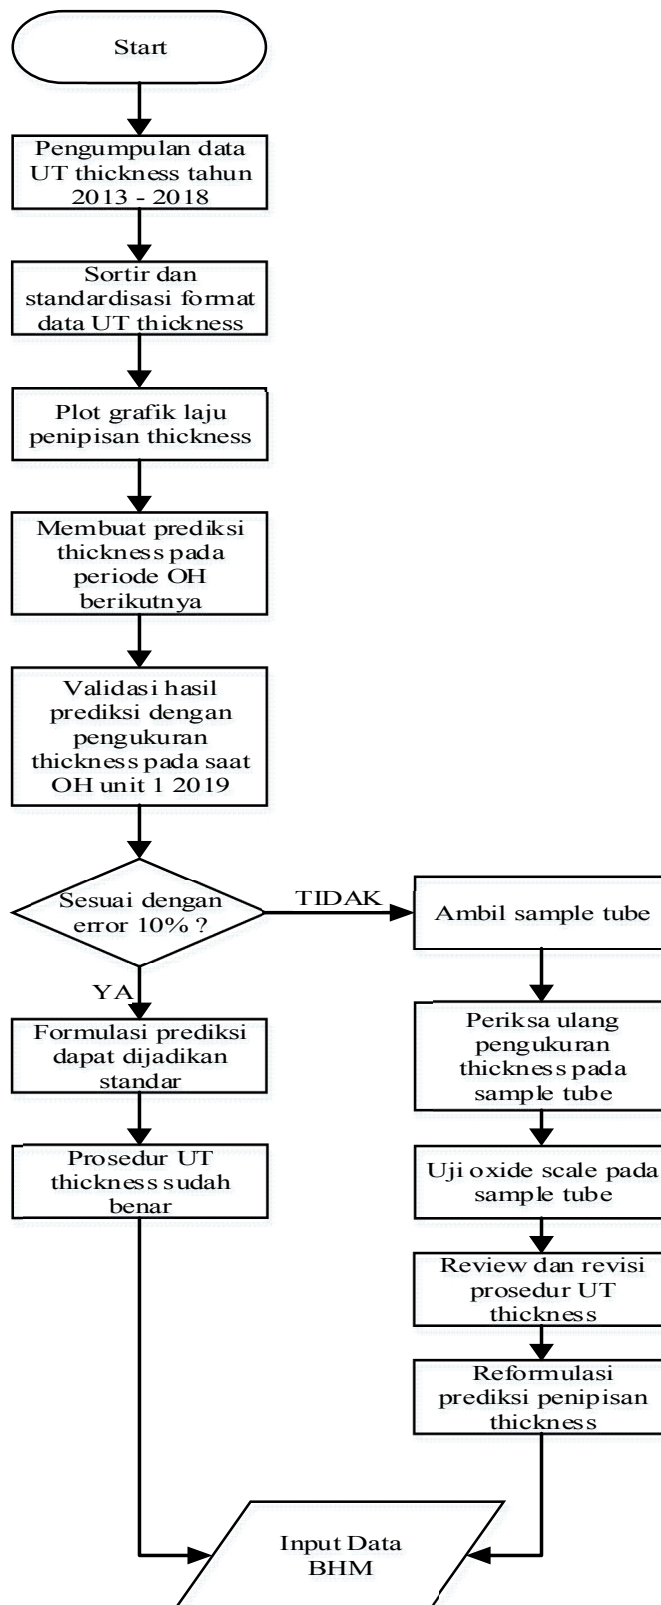 Start
Pengumpulan data
UT thickness tahun
2013 - 2018
Sortir dan
standardisasi format
data UT thickness
Plot grafik laju
penipisan thickness
Membuat prediksi
thickness pada
periode OH
berikutnya
Validasi hasil
prediksi dengan
pengukuran
thickness pada saat
OH unit 1 2019
Sesuai dengan
error 10% ?
YA
Formulasi prediksi
dapat dijadikan
standar
Prosedur UT
thickness sudah
benar
TIDAK
Ambil sample tube
Periksa ulang
pengukuran
thickness pada
sample tube
Uji oxide scale pada
sample tube
Review dan revisi
prosedur UT
thickness
Reformulasi
prediksi penipisan
thickness
Input Data
BHM